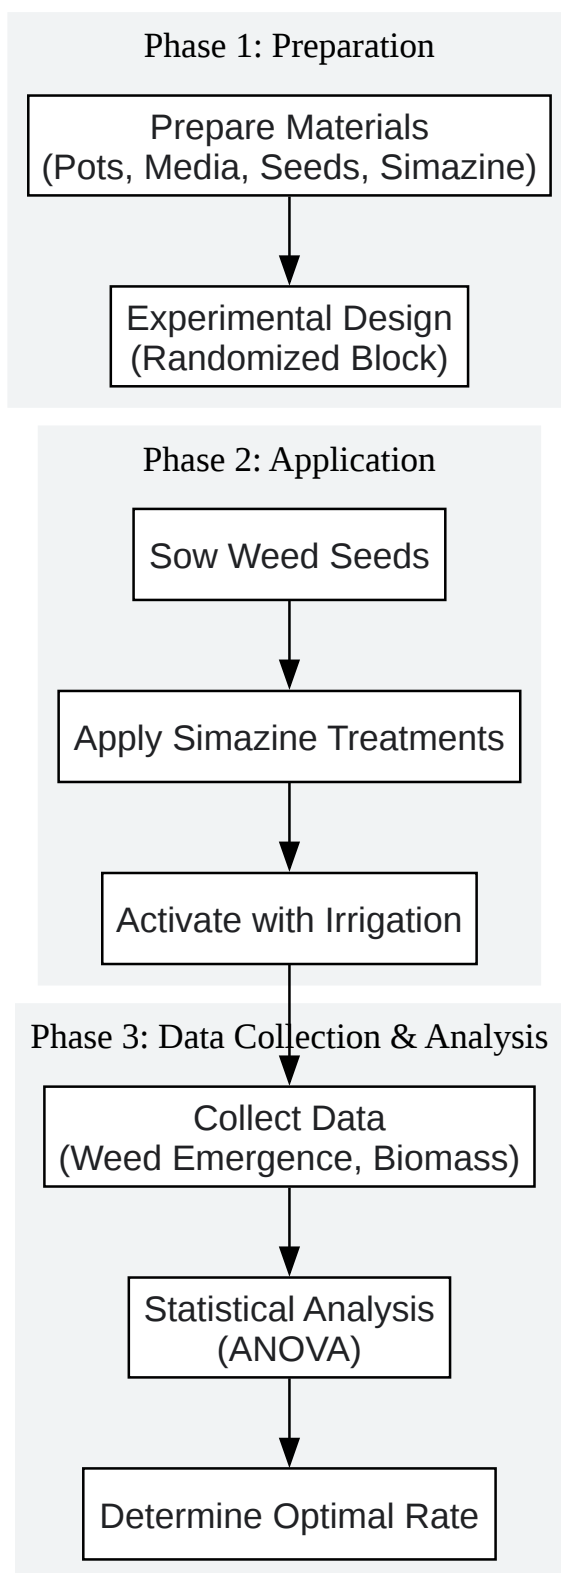 Phase 1: Preparation
Prepare Materials
(Pots, Media, Seeds, Simazine)
Experimental Design
(Randomized Block)
Phase 2: Application
Sow Weed Seeds
Apply Simazine Treatments
Activate with Irrigation
Phase 3: Data Collection & Analysis
Collect Data
(Weed Emergence, Biomass)
Statistical Analysis
(ANOVA)
Determine Optimal Rate